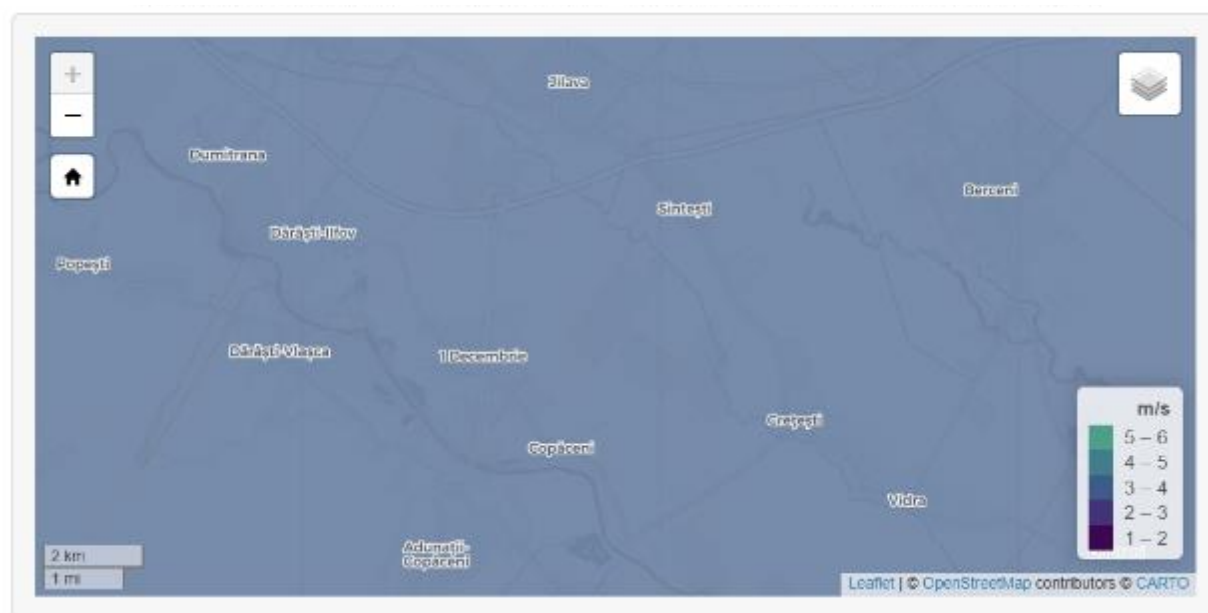 +
Jilava
−
Dumitrana
Berceni
Sintești
Dărăști-Ilfov
Popești
Dărăști-Vlașca
1 Decembrie
m/s
5 – 6
4 – 5
3 – 4
2 – 3
1 – 2
Crețești
Copăceni
Vidra
Adunații-
Copăceni
2 km
1 mi
Leaflet | © OpenStreetMap contributors © CARTO